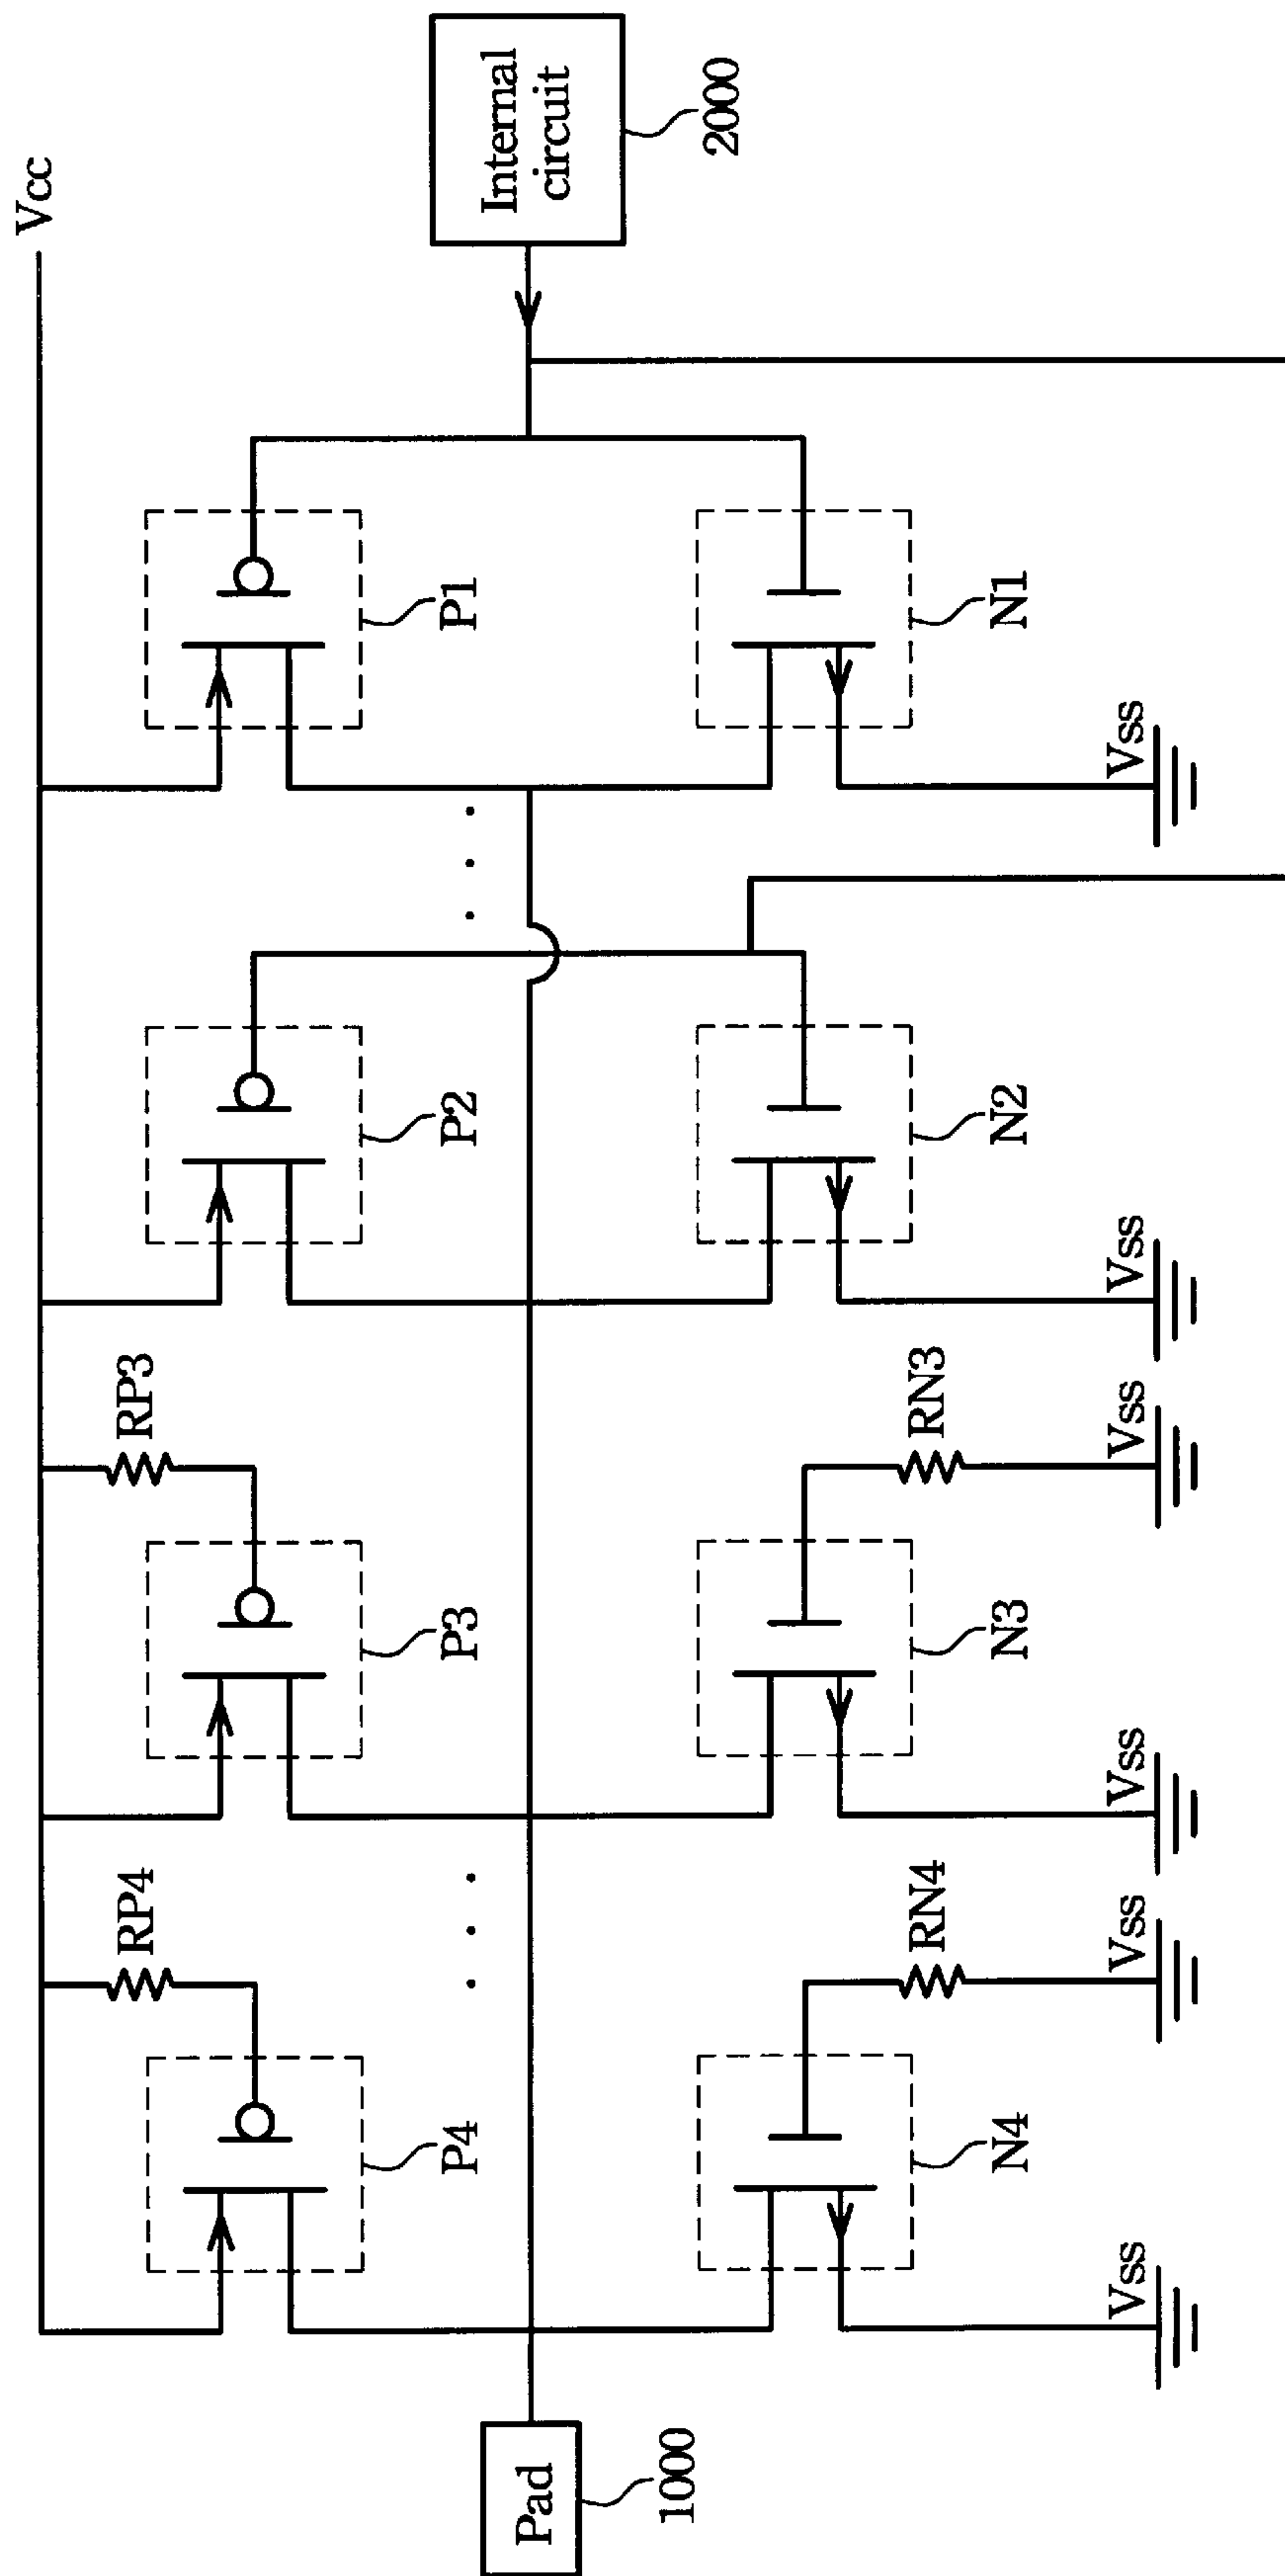 Vcc
Internal
circuit
2000
P1
N1
Vss
P2
N2
Vss
RP3
RN3
Vss
P3
N3
Vss
RP4
RN4
Vss
P4
N4
Vss
Pad
1000